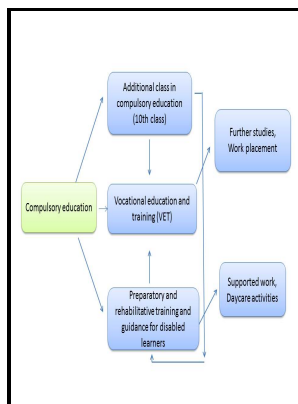 Additional class in
compulsory education
(10th class)
Further studies,
Work placement
Compulsory education
Vocational education and
training (VET)
Supported work,
Daycare activities
Preparatory and
rehabilitative training and
guidance for disabled
learners